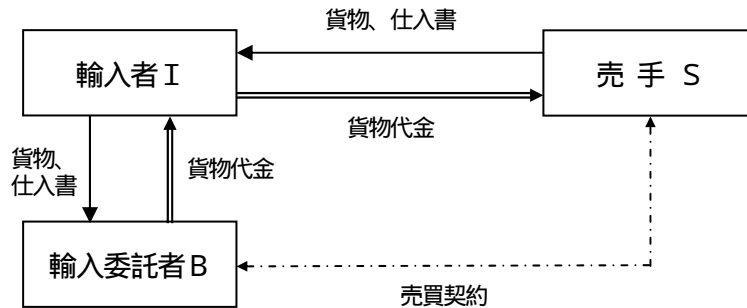 貨物、仕入書
輸入者Ⅰ
売 手 S
貨物代金
貨物、
仕入書
貨物代金
輸入委託者B
売買契約